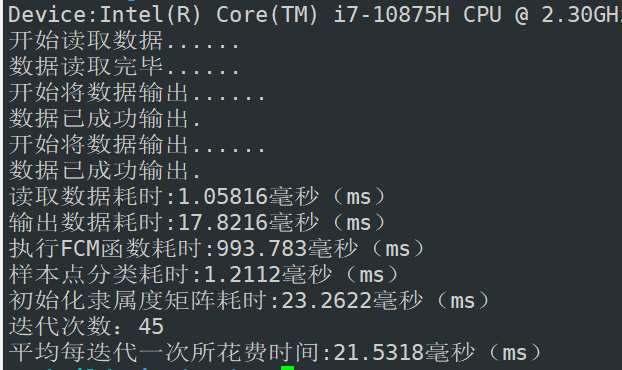 Device:Intel(R) Core(TM) i7-10875H CPU @ 2.30GH
开始读取数据......
数据读取完毕......
开始将数据输出......
数据已成功输出.
开始将数据输出......
数据已成功输出.
读取数据耗时:1.05816毫秒（ms）
输出数据耗时:17.8216毫秒（ms）
执行FCM函数耗时:993.783毫秒（ms）
样本点分类耗时:1.2112毫秒（ms）
初始化隶属度矩阵耗时:23.2622毫秒（ms）
迭代次数：45
平均每迭代一次所花费时间:21.5318毫秒（ms）